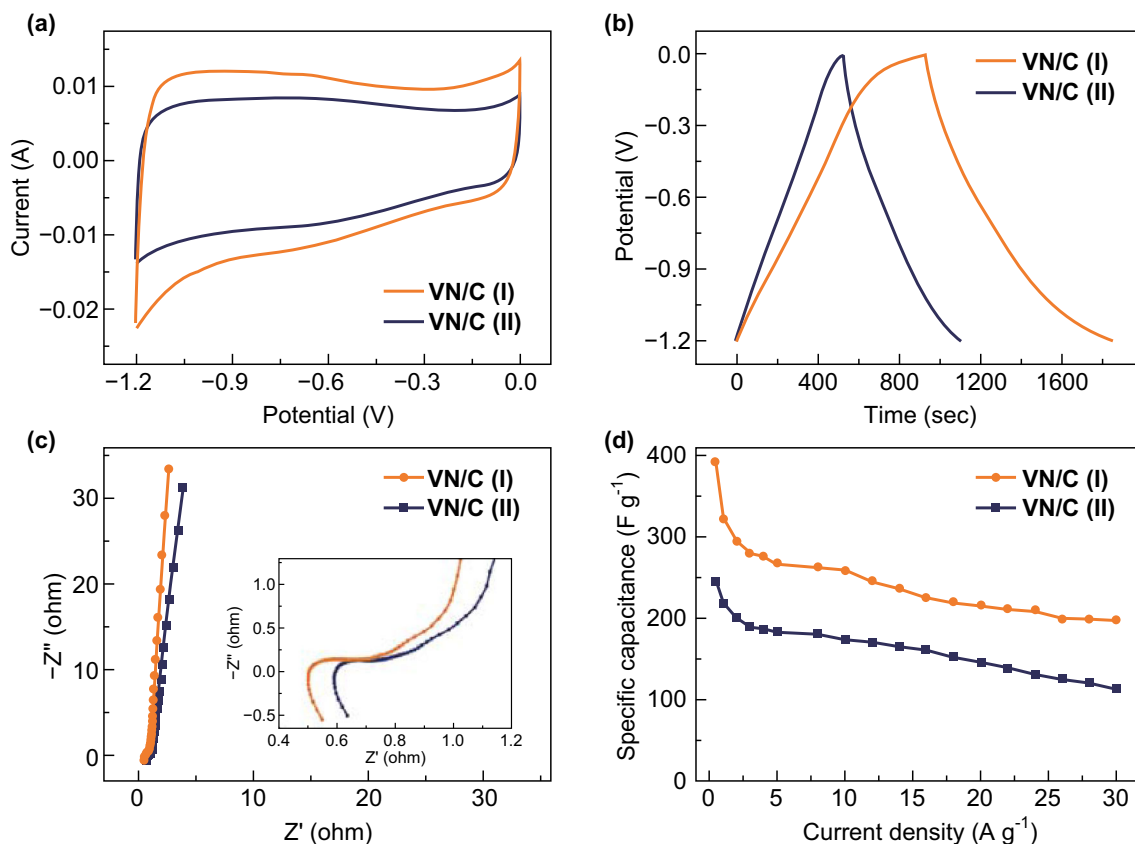 (a)
Current (A)
0.01
0.00
−0.01
−0.02
VN/C (I)
VN/C (II)
−1.2 −0.9 −0.6 −0.3 0.0
Potential (V)
(b)
Potential (V)
0.0
−0.3
−0.6
−0.9
−1.2
VN/C (I)
VN/C (II)
0 400 800 1200 1600
Time (sec)
(c)
−Z" (ohm)
30
20
10
0
VN/C (I)
VN/C (II)
−Z" (ohm)
1.0
0.5
0.0
−0.5
0.4 0.6 0.8 1.0 1.2
Z' (ohm)
0 10 20 30
Z' (ohm)
(d)
Specific capacitance (F g⁻¹)
400
300
200
100
0
VN/C (I)
VN/C (II)
0 5 10 15 20 25 30
Current density (A g⁻¹)